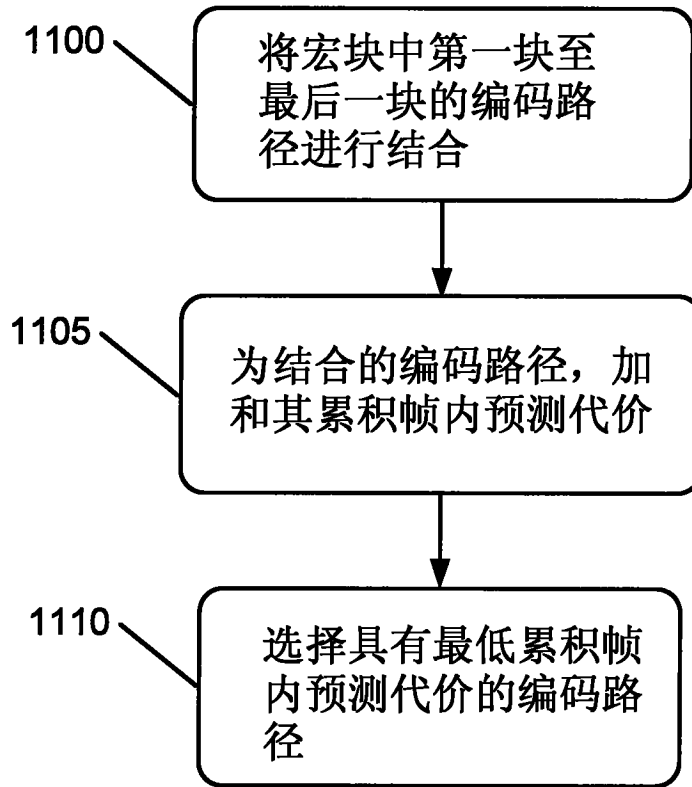 1100
将宏块中第一块至
最后一块的编码路
径进行结合
1105
为结合的编码路径，加
和其累积帧内预测代价
1110
选择具有最低累积帧
内预测代价的编码路
径